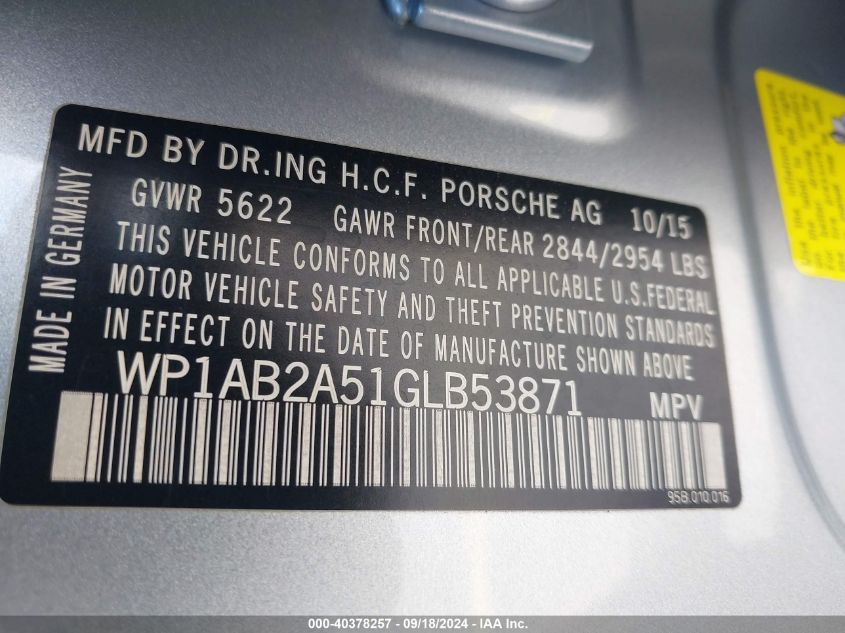 MFD BY DR.ING H.C.F. PORSCHE AG 10/15
GVWR 5622 GAWR FRONT/REAR 2844/2954 LBS
THIS VEHICLE CONFORMS TO ALL APPLICABLE U.S.FEDERAL
MOTOR VEHICLE SAFETY AND THEFT PREVENTION STANDARDS
IN EFFECT ON THE DATE OF MANUFACTURE SHOWN ABOVE
WP1AB2A51GLB53871 MPV
MADE IN GERMANY
95B.010.016
000-40378257 - 09/18/2024 - IAA Inc.